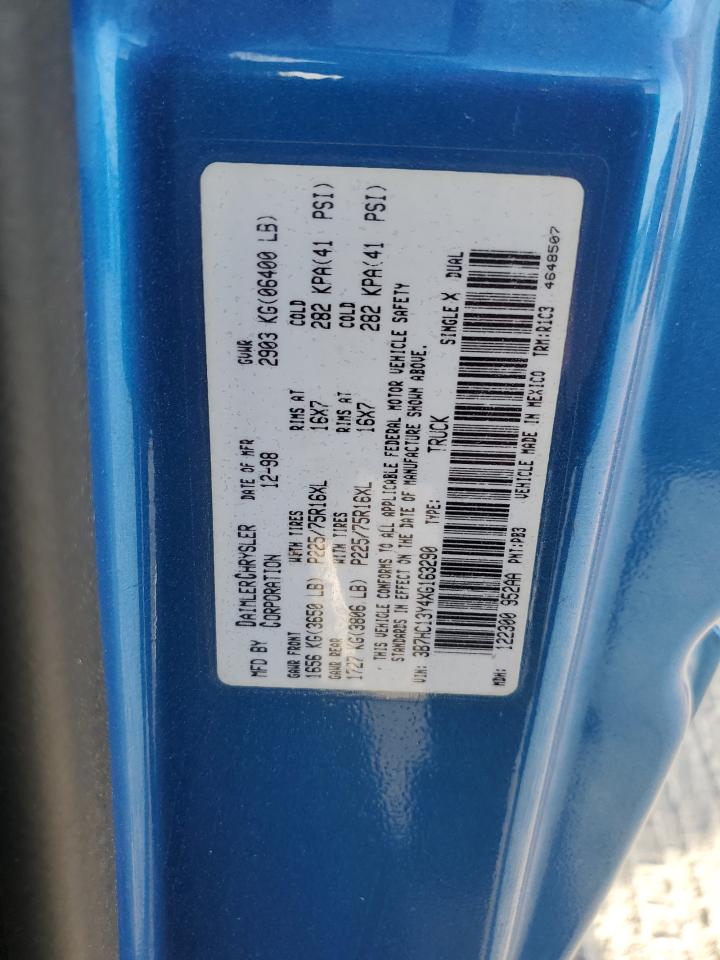 MFD BY DAIMLERCHRYSLER CORPORATION DATE OF MFR 12-98 GVWR 2903 KG(06400 LB)
GAWR FRONT WITH TIRES RIMS AT COLD
1656 KG(3650 LB) P225/75R16XL 16X7 282 KPA(41 PSI)
GAWR REAR WITH TIRES RIMS AT COLD
1727 KG(3806 LB) P225/75R16XL 16X7 282 KPA(41 PSI)
THIS VEHICLE CONFORMS TO ALL APPLICABLE FEDERAL MOTOR VEHICLE SAFETY
STANDARDS IN EFFECT ON THE DATE OF MANUFACTURE SHOWN ABOVE.
VIN: 3B7HC13Y4XG163290 TYPE: TRUCK SINGLE X DUAL
MDH: 122300 952AA PNT:PB3 VEHICLE MADE IN MEXICO TRM:R1C3 4648507